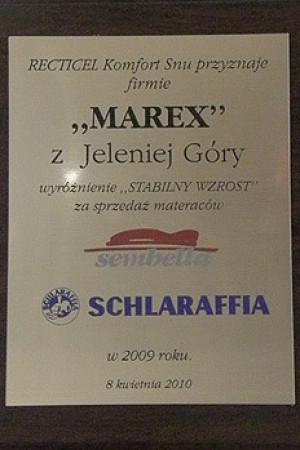 RECTICEL Komfort Snu przyznaje
firmie
„MAREX”
z Jeleniej Góry
wyróżnienie „STABILNY WZROST”
za sprzedaż materaców
sembella
SCHLARAFFIA
SCHLARAFFIA
w 2009 roku.
8 kwietnia 2010